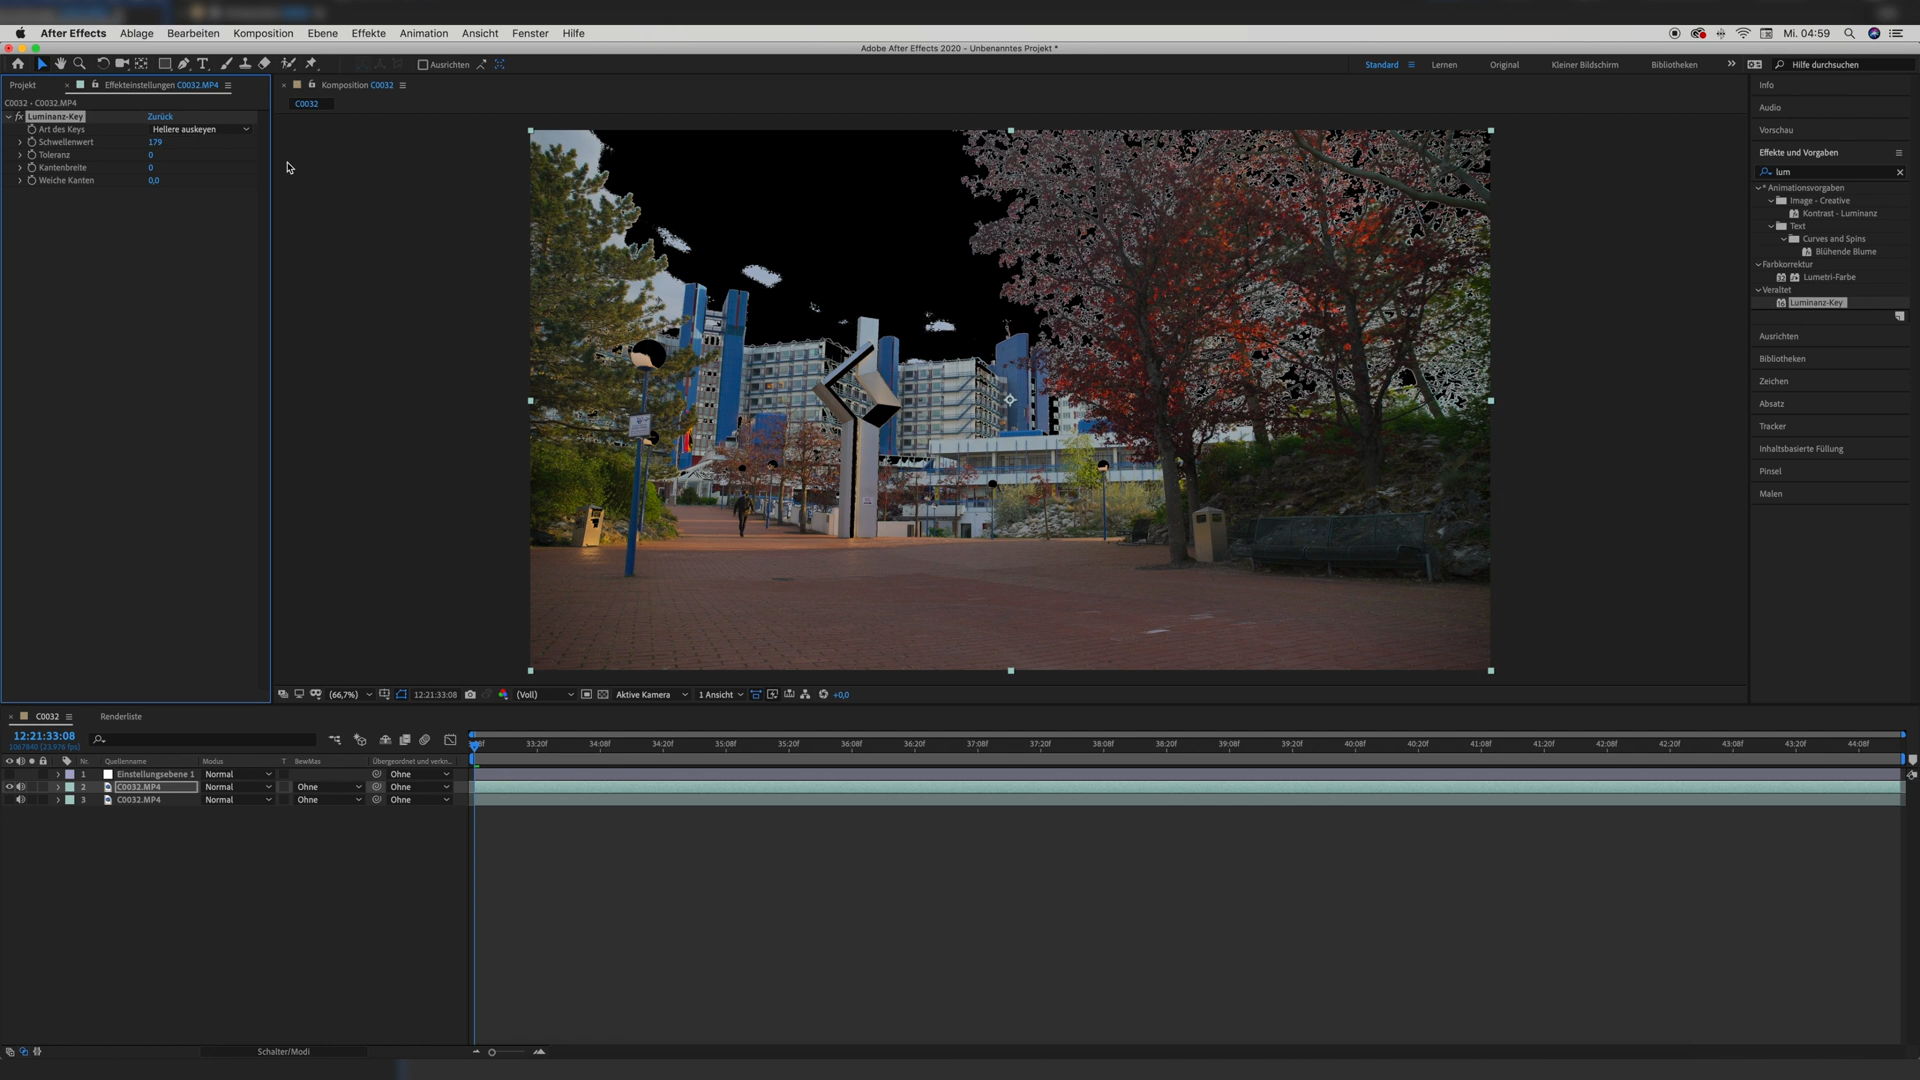 After Effects Ablage Bearbeiten Komposition Ebene Effekte Animation Ansicht Fenster Hilfe Mi. 04:59
Adobe After Effects 2020 - Unbenanntes Projekt *
Ausrichten Standard Lernen Original Kleiner Bildschirm Bibliotheken Hilfe durchsuchen
Projekt Effekteinstellungen C0032.MP4
Komposition C0032
C0032 • C0032.MP4
C0032
fx Luminanz-Key Zurück
Art des Keys Hellere auskeyen
Schwellenwert 179
Toleranz 0
Kantenbreite 0
Weiche Kanten 0,0
Info
Audio
Vorschau
Effekte und Vorgaben
lum
* Animationsvorgaben
Image - Creative
Kontrast - Luminanz
Text
Curves and Spins
Blühende Blume
Farbkorrektur
Lumetri-Farbe
Veraltet
Luminanz-Key
Ausrichten
Bibliotheken
Zeichen
Absatz
Tracker
Inhaltsbasierte Füllung
Pinsel
Malen
(66,7%) 12:21:33:08 (Voll) Aktive Kamera 1 Ansicht +0,0
C0032 Renderliste
12:21:33:08
1067840 (23.976 fps)
33:20f 34:08f 34:20f 35:08f 35:20f 36:08f 36:20f 37:08f 37:20f 38:08f 38:20f 39:08f 39:20f 40:08f 40:20f 41:08f 41:20f 42:08f 42:20f 43:08f 43:20f 44:08f
Nr. Quellenname Modus T BewMas Übergeordnet und verkn...
1 Einstellungsebene 1 Normal Ohne
2 C0032.MP4 Normal Ohne Ohne
3 C0032.MP4 Normal Ohne Ohne
Schalter/Modi